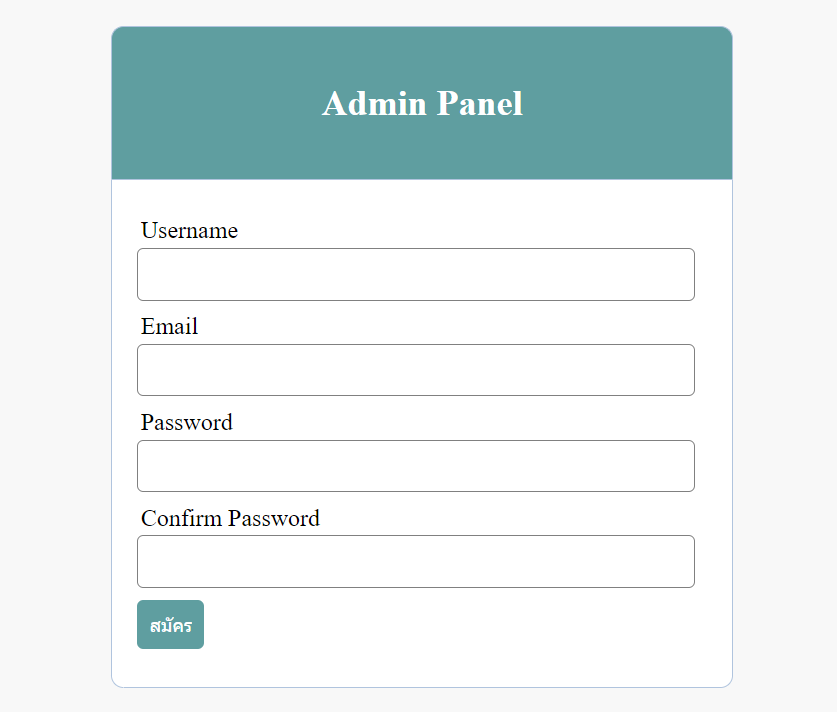 Admin Panel
Username
Email
Password
Confirm Password
สมัคร